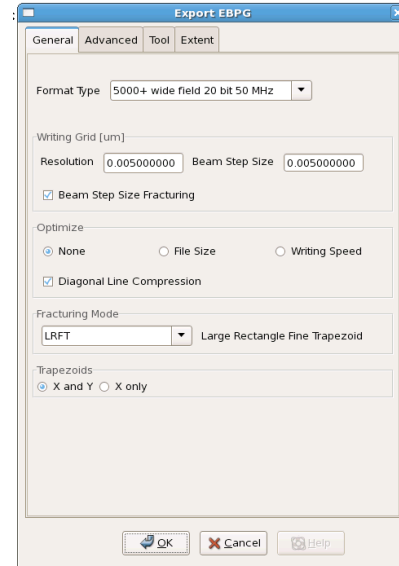 Export EBPG
General Advanced Tool Extent
Format Type 5000+ wide field 20 bit 50 MHz
Writing Grid [um]
Resolution 0.005000000 Beam Step Size 0.005000000
Beam Step Size Fracturing
Optimize
None File Size Writing Speed
Diagonal Line Compression
Fracturing Mode
LRFT Large Rectangle Fine Trapezoid
Trapezoids
X and Y X only
OK Cancel Help